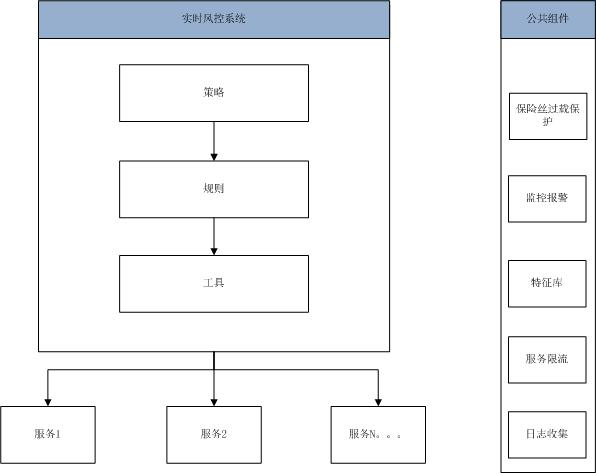 实时风控系统
策略
规则
工具
服务1
服务2
服务N。。。
公共组件
保险丝过载保
护
监控报警
特征库
服务限流
日志收集